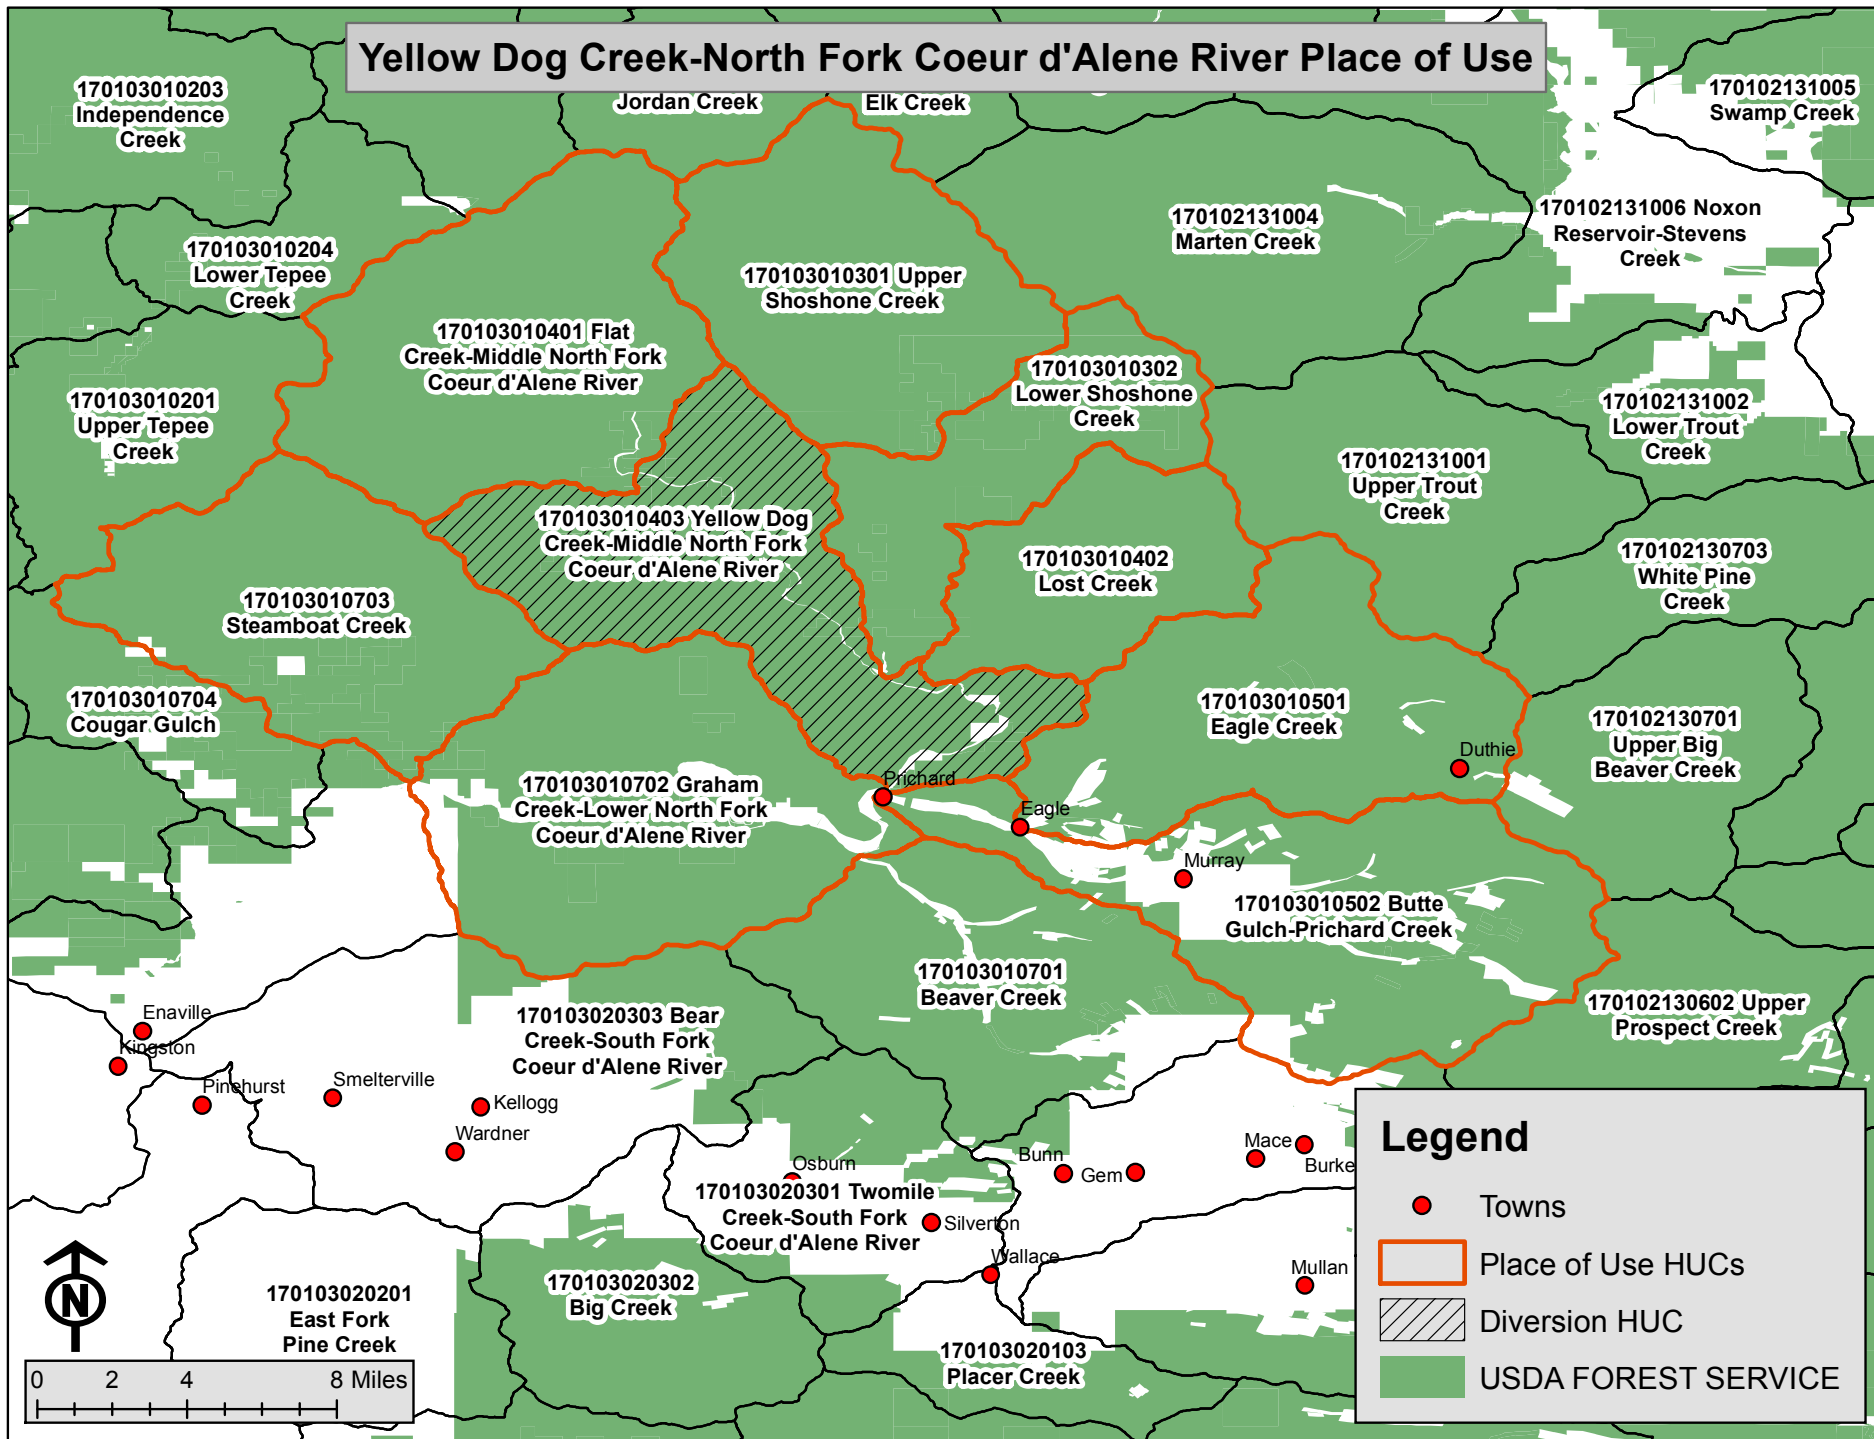 Yellow Dog Creek-North Fork Coeur d'Alene River Place of Use
170103010203
Independence
Creek
Jordan Creek
Elk Creek
170102131005
Swamp Creek
170103010204
Lower Tepee
Creek
170103010301 Upper
Shoshone Creek
170102131004
Marten Creek
170102131006 Noxon
Reservoir-Stevens
Creek
170103010401 Flat
Creek-Middle North Fork
Coeur d'Alene River
170103010302
Lower Shoshone
Creek
170103010201
Upper Tepee
Creek
170102131002
Lower Trout
Creek
170102131001
Upper Trout
Creek
170103010403 Yellow Dog
Creek-Middle North Fork
Coeur d'Alene River
170103010402
Lost Creek
170102130703
White Pine
Creek
170103010703
Steamboat Creek
170103010704
Cougar Gulch
170103010501
Eagle Creek
170102130701
Upper Big
Beaver Creek
Duthie
170103010702 Graham
Creek-Lower North Fork
Coeur d'Alene River
Prichard
Eagle
Murray
170103010502 Butte
Gulch-Prichard Creek
170103010701
Beaver Creek
170102130602 Upper
Prospect Creek
Enaville
Kingston
170103020303 Bear
Creek-South Fork
Coeur d'Alene River
Pinehurst
Smelterville
Kellogg
Wardner
Osburn
Bunn
Gem
Mace
Burke
170103020301 Twomile
Creek-South Fork
Coeur d'Alene River
Silverton
Wallace
Mullan
170103020201
East Fork
Pine Creek
170103020302
Big Creek
170103020103
Placer Creek
Legend
Towns
Place of Use HUCs
Diversion HUC
USDA FOREST SERVICE
N
0 2 4 8 Miles